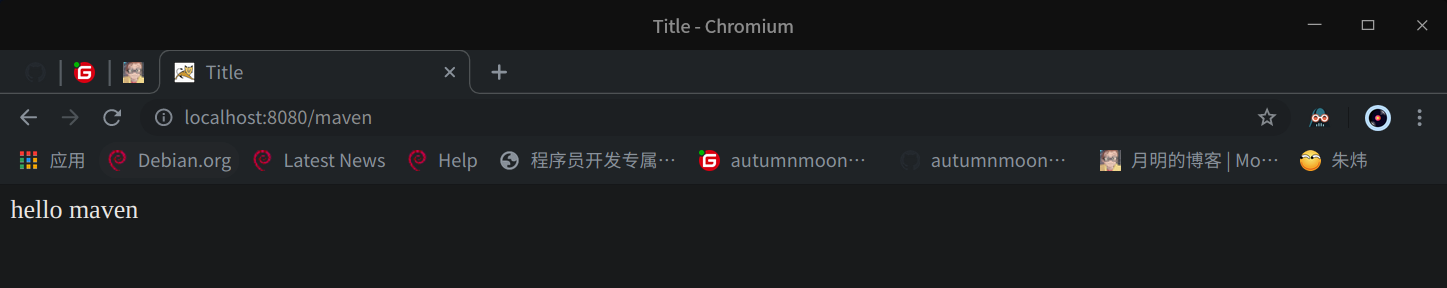 Title - Chromium
Title
localhost:8080/maven
应用 Debian.org Latest News Help 程序员开发专属… autumnmoon… autumnmoon… 月明的博客 | Mo… 朱炜
hello maven